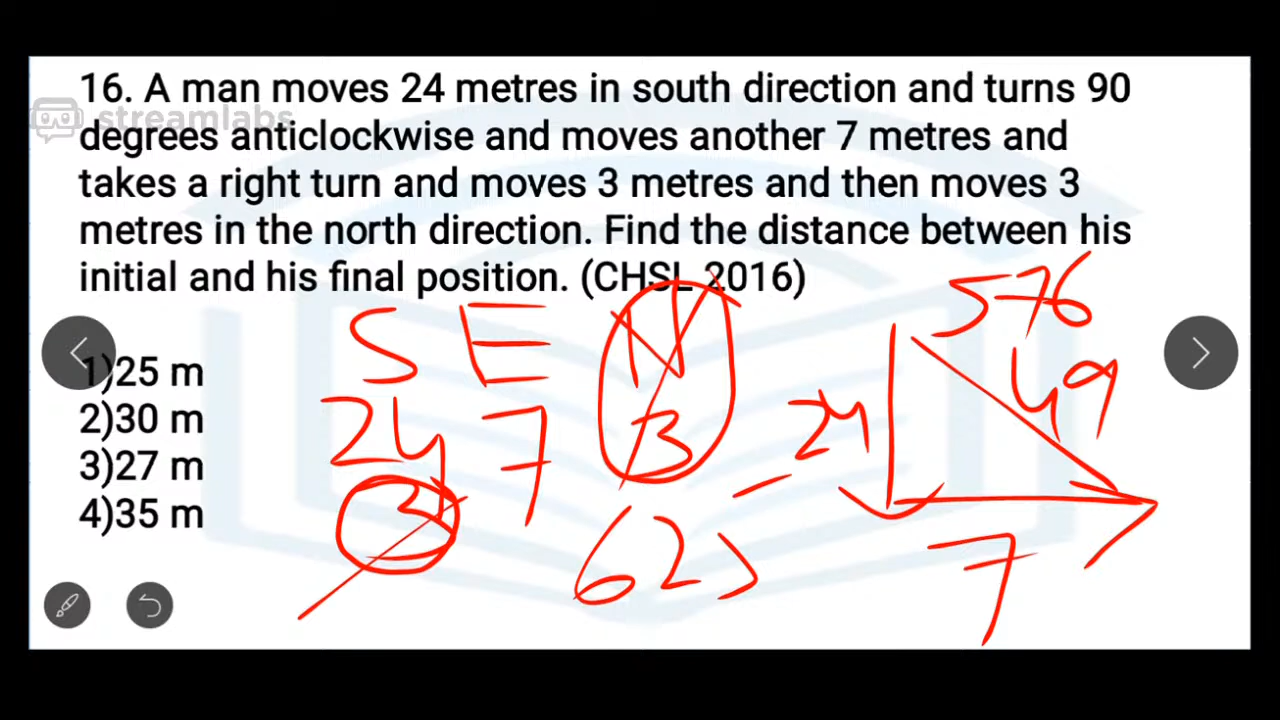 16. A man moves 24 metres in south direction and turns 90
streamlabs
degrees anticlockwise and moves another 7 metres and
takes a right turn and moves 3 metres and then moves 3
metres in the north direction. Find the distance between his
initial and his final position. (CHSL 2016)
1)25 m
2)30 m
3)27 m
4)35 m
S E N
24 7 3
3
625
576
49
24
7